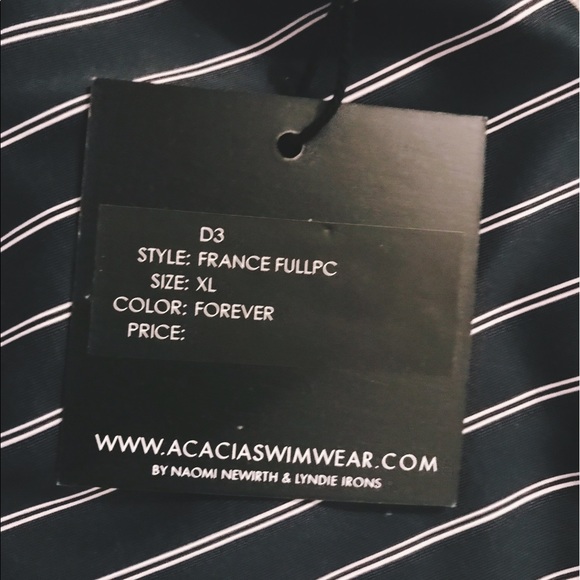 D3
STYLE: FRANCE FULLPC
SIZE: XL
COLOR: FOREVER
PRICE:
WWW.ACACIASWIMWEAR.COM
BY NAOMI NEWIRTH & LYNDIE IRONS